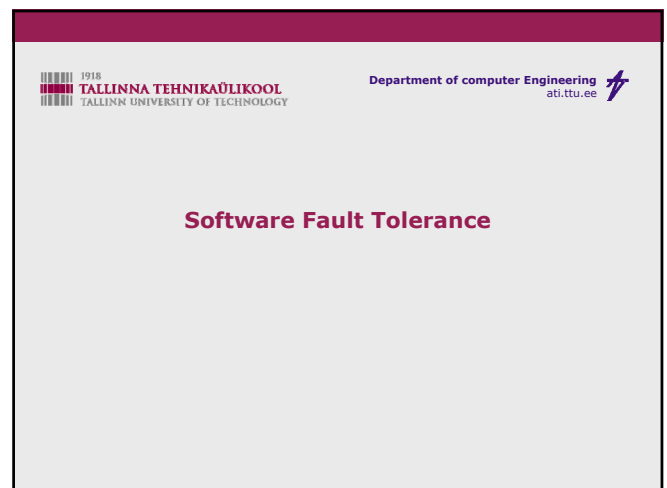 1918
TALLINNA TEHNIKAÜLIKOOL
TALLINN UNIVERSITY OF TECHNOLOGY
Department of computer Engineering
ati.ttu.ee
Software Fault Tolerance